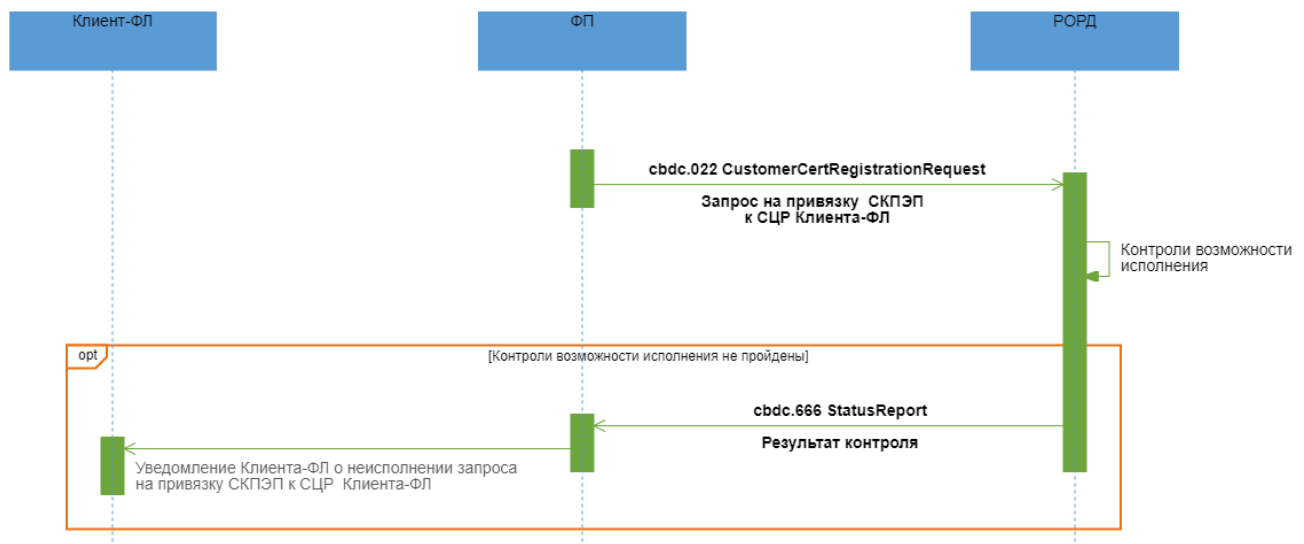 Клиент-ФЛ
ФП
РОРД
cbdc.022 CustomerCertRegistrationRequest
Запрос на привязку СКПЭП
к СЦР Клиента-ФЛ
Контроли возможности
исполнения
opt
[Контроли возможности исполнения не пройдены]
cbdc.666 StatusReport
Результат контроля
Уведомление Клиента-ФЛ о неисполнении запроса
на привязку СКПЭП к СЦР Клиента-ФЛ